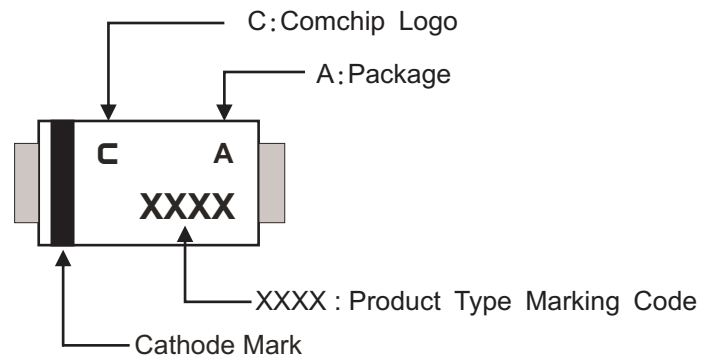 C:Comchip Logo
A:Package
C A
XXXX
XXXX : Product Type Marking Code
Cathode Mark